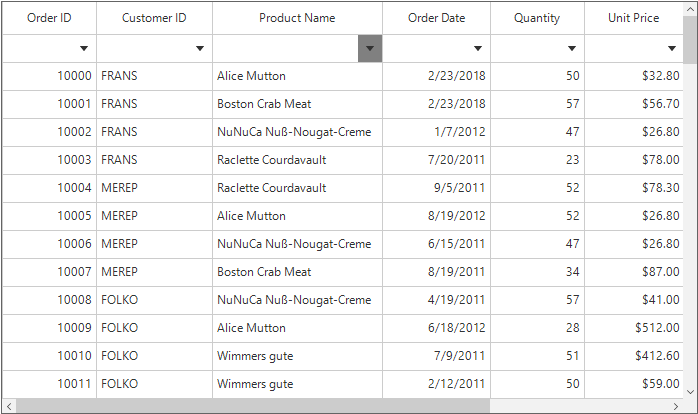 Order ID Customer ID Product Name Order Date Quantity Unit Price
10000 FRANS Alice Mutton 2/23/2018 50 $32.80
10001 FRANS Boston Crab Meat 2/23/2018 57 $56.70
10002 FRANS NuNuCa Nuß-Nougat-Creme 1/7/2012 47 $26.80
10003 FRANS Raclette Courdavault 7/20/2011 23 $78.00
10004 MEREP Raclette Courdavault 9/5/2011 52 $78.30
10005 MEREP Alice Mutton 8/19/2012 52 $26.80
10006 MEREP NuNuCa Nuß-Nougat-Creme 6/15/2011 47 $26.80
10007 MEREP Boston Crab Meat 8/19/2011 34 $87.00
10008 FOLKO NuNuCa Nuß-Nougat-Creme 4/19/2011 57 $41.00
10009 FOLKO Alice Mutton 6/18/2012 28 $512.00
10010 FOLKO Wimmers gute 7/9/2011 51 $412.60
10011 FOLKO Wimmers gute 2/12/2011 50 $59.00